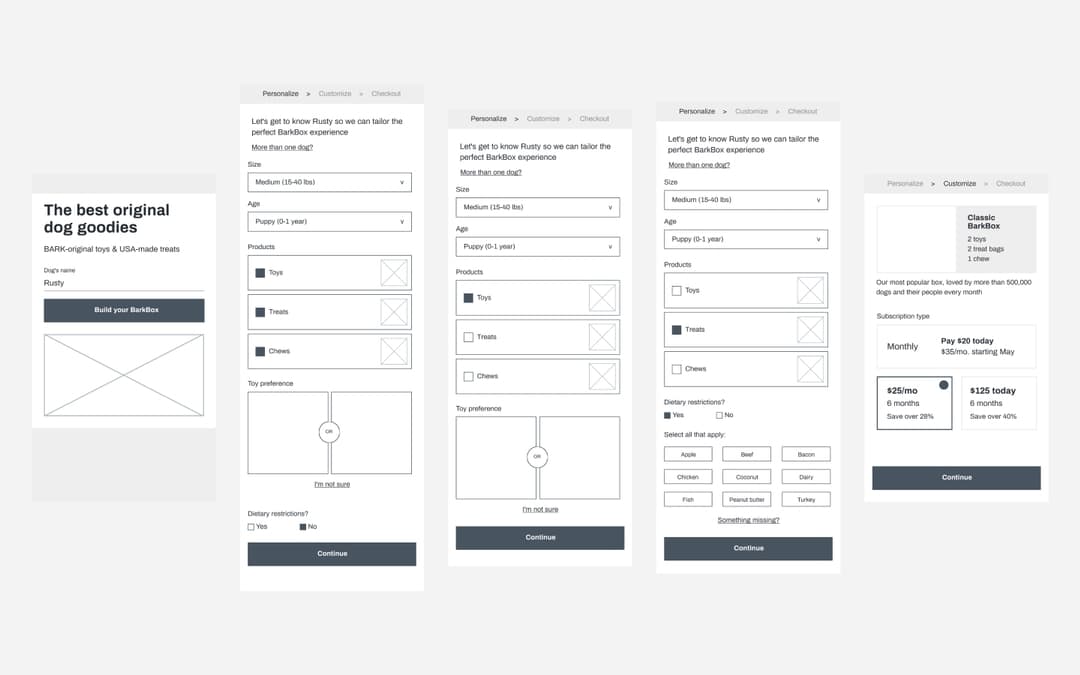 The best original
dog goodies
BARK-original toys & USA-made treats
Dog's name
Rusty
Build your BarkBox
Personalize > Customize > Checkout
Let's get to know Rusty so we can tailor the
perfect BarkBox experience
More than one dog?
Size
Medium (15-40 lbs) v
Age
Puppy (0-1 year) v
Products
Toys
Treats
Chews
Toy preference
OR
I'm not sure
Dietary restrictions?
Yes No
Continue
Personalize > Customize > Checkout
Let's get to know Rusty so we can tailor the
perfect BarkBox experience
More than one dog?
Size
Medium (15-40 lbs) v
Age
Puppy (0-1 year) v
Products
Toys
Treats
Chews
Toy preference
OR
I'm not sure
Continue
Personalize > Customize > Checkout
Let's get to know Rusty so we can tailor the
perfect BarkBox experience
More than one dog?
Size
Medium (15-40 lbs) v
Age
Puppy (0-1 year) v
Products
Toys
Treats
Chews
Dietary restrictions?
Yes No
Select all that apply:
Apple Beef Bacon
Chicken Coconut Dairy
Fish Peanut butter Turkey
Something missing?
Continue
Personalize > Customize > Checkout
Classic
BarkBox
2 toys
2 treat bags
1 chew
Our most popular box, loved by more than 500,000
dogs and their people every month
Subscription type
Monthly
Pay $20 today
$35/mo. starting May
$25/mo
6 months
Save over 28%
$125 today
6 months
Save over 40%
Continue